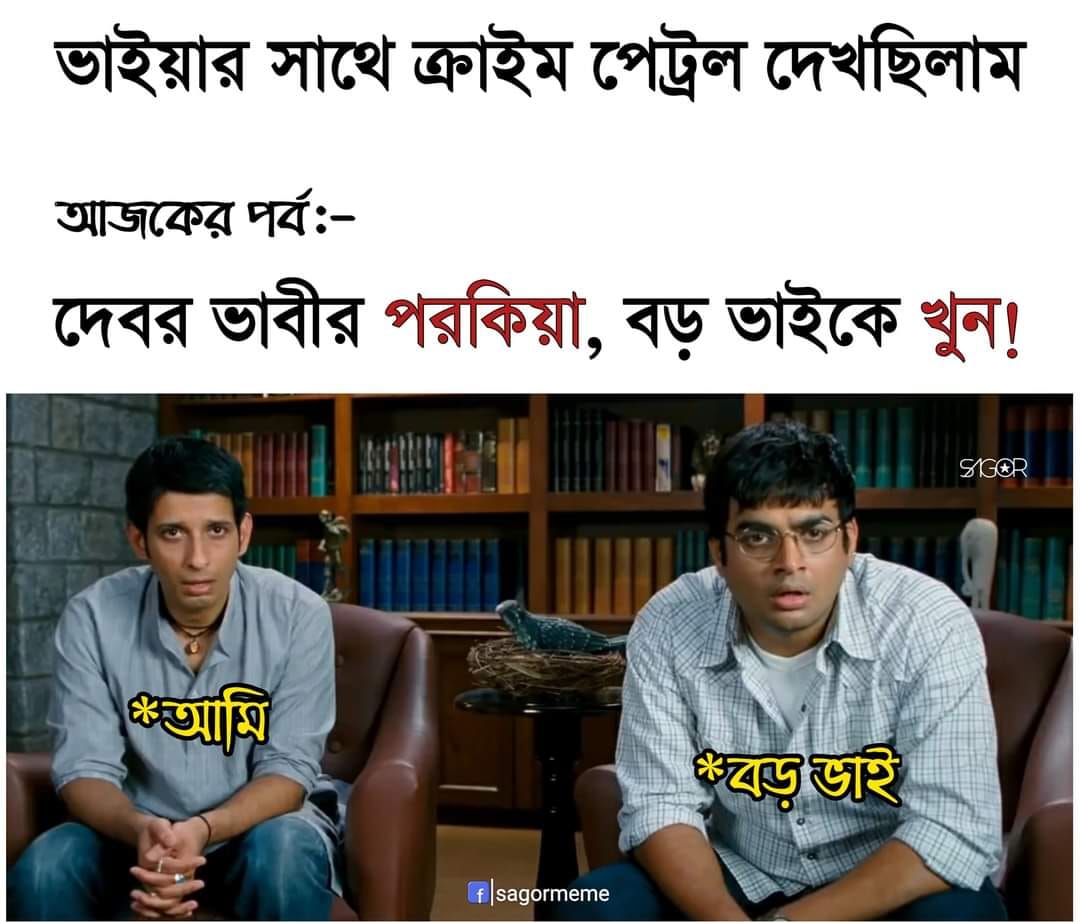 ভাইয়ার সাথে ক্রাইম পেট্রল দেখছিলাম
আজকের পর্ব:-
দেবর ভাবীর পরকিয়া, বড় ভাইকে খুন!
SAGOR
*আমি
*বড় ভাই
f|sagormeme